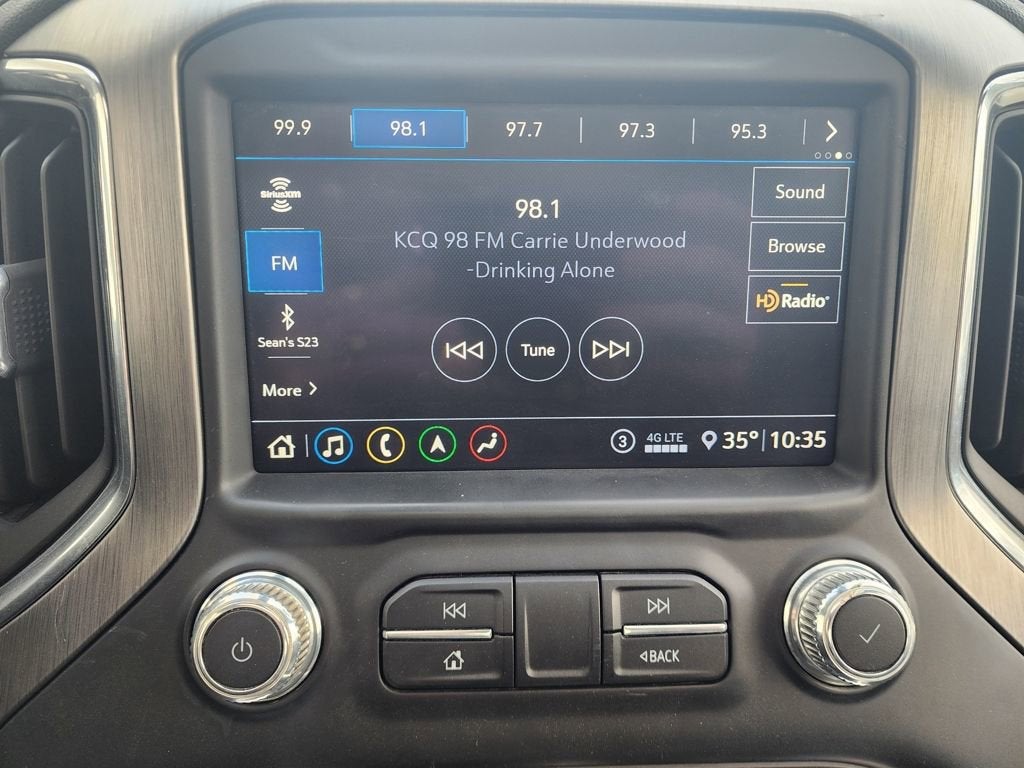 99.9
98.1
97.7
97.3
95.3
SiriusXM
FM
Sean's S23
More
98.1
KCQ 98 FM Carrie Underwood
-Drinking Alone
Tune
Sound
Browse
HD Radio
3
4G LTE
35°
10:35
BACK